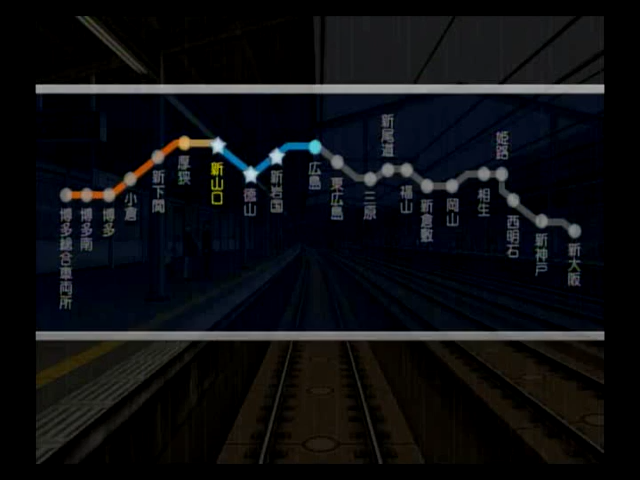 博多総合車両所
博多南
博多
小倉
新下関
厚狭
新山口
徳山
新岩国
広島
東広島
三原
新尾道
福山
新倉敷
岡山
相生
姫路
西明石
新神戸
新大阪